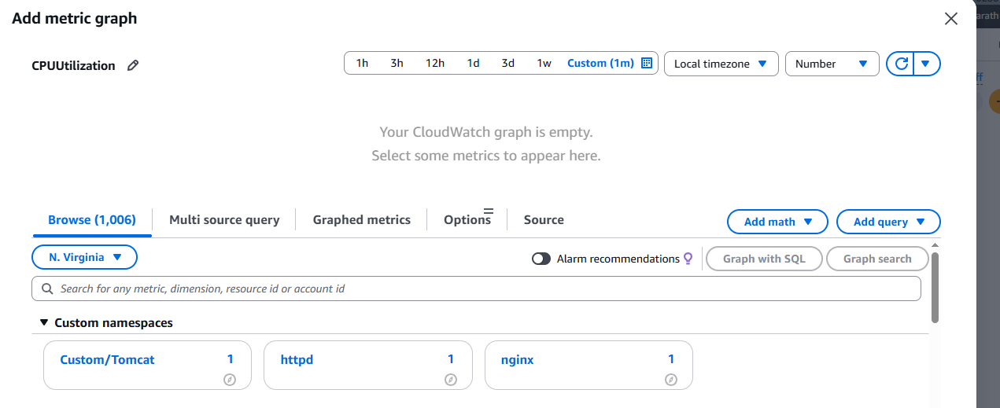 Add metric graph
arath
CPUUtilization
1h 3h 12h 1d 3d 1w Custom (1m)
Local timezone
Number
ff
Your CloudWatch graph is empty.
Select some metrics to appear here.
Browse (1,006) Multi source query Graphed metrics Options Source
Add math Add query
N. Virginia
Alarm recommendations
Graph with SQL Graph search
Search for any metric, dimension, resource id or account id
Custom namespaces
Custom/Tomcat 1 httpd 1 nginx 1